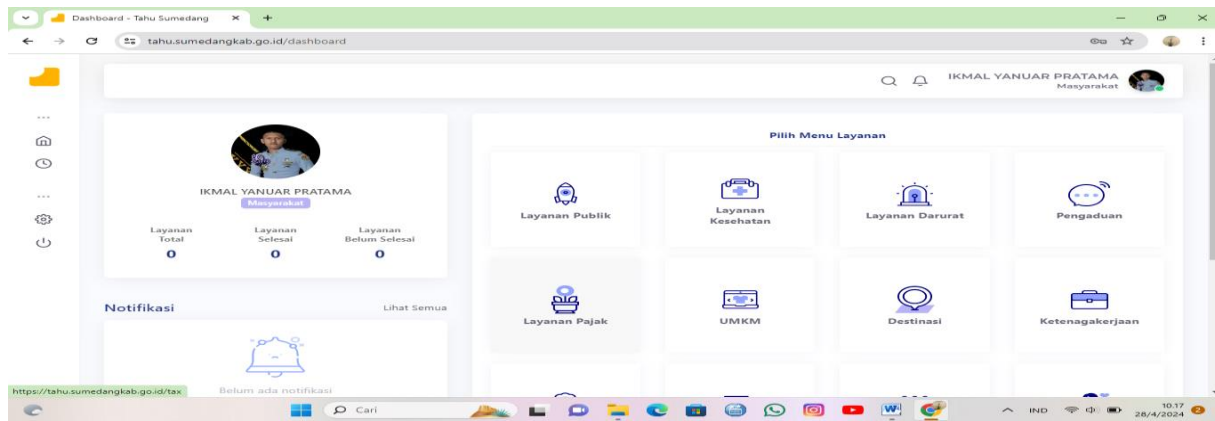 Dashboard - Tahu Sumedang
tahu.sumedangkab.go.id/dashboard
IKMAL YANUAR PRATAMA
Masyarakat
IKMAL YANUAR PRATAMA
Masyarakat
Layanan Total
Layanan Selesai
Layanan Belum Selesai
0 0 0
Notifikasi Lihat Semua
Belum ada notifikasi
Pilih Menu Layanan
Layanan Publik
Layanan Kesehatan
Layanan Darurat
Pengaduan
Layanan Pajak
UMKM
Destinasi
Ketenagakerjaan
https://tahu.sumedangkab.go.id/tax
Cari
IND
10.17
28/4/2024
2